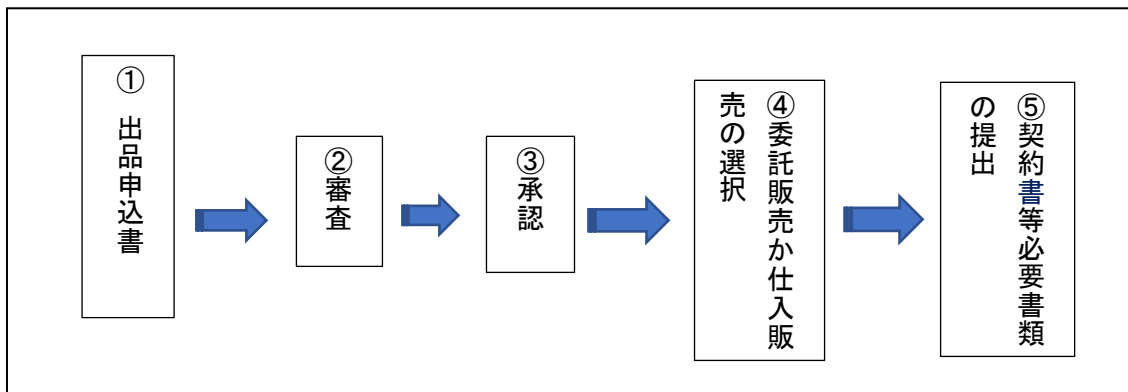 ① 出品申込書
②審査
③承認
④委託販売か仕入販
売の選択
⑤契約書等必要書類
の提出